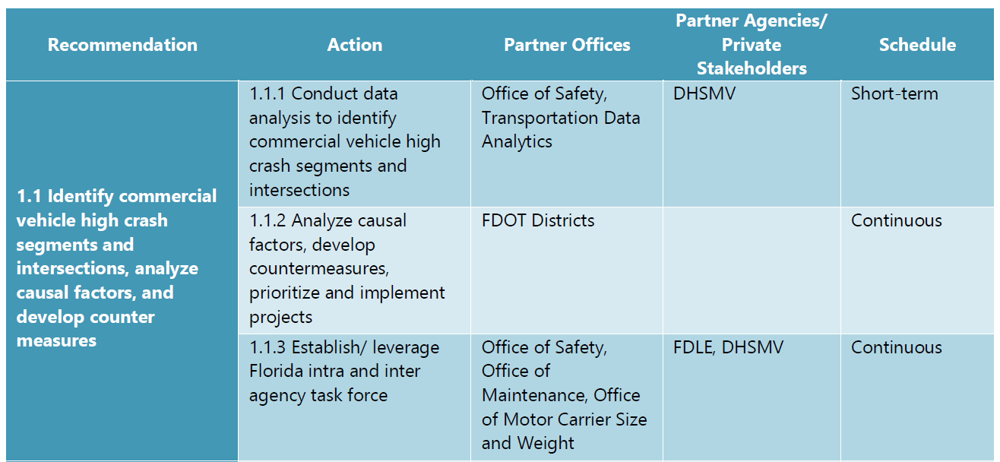 Recommendation
Action
Partner Offices
Partner Agencies/
Private
Stakeholders
Schedule
1.1 Identify commercial
vehicle high crash
segments and
intersections, analyze
causal factors, and
develop counter
measures
1.1.1 Conduct data
analysis to identify
commercial vehicle high
crash segments and
intersections
Office of Safety,
Transportation Data
Analytics
DHSMV
Short-term
1.1.2 Analyze causal
factors, develop
countermeasures,
prioritize and implement
projects
FDOT Districts
Continuous
1.1.3 Establish/ leverage
Florida intra and inter
agency task force
Office of Safety,
Office of
Maintenance, Office
of Motor Carrier Size
and Weight
FDLE, DHSMV
Continuous